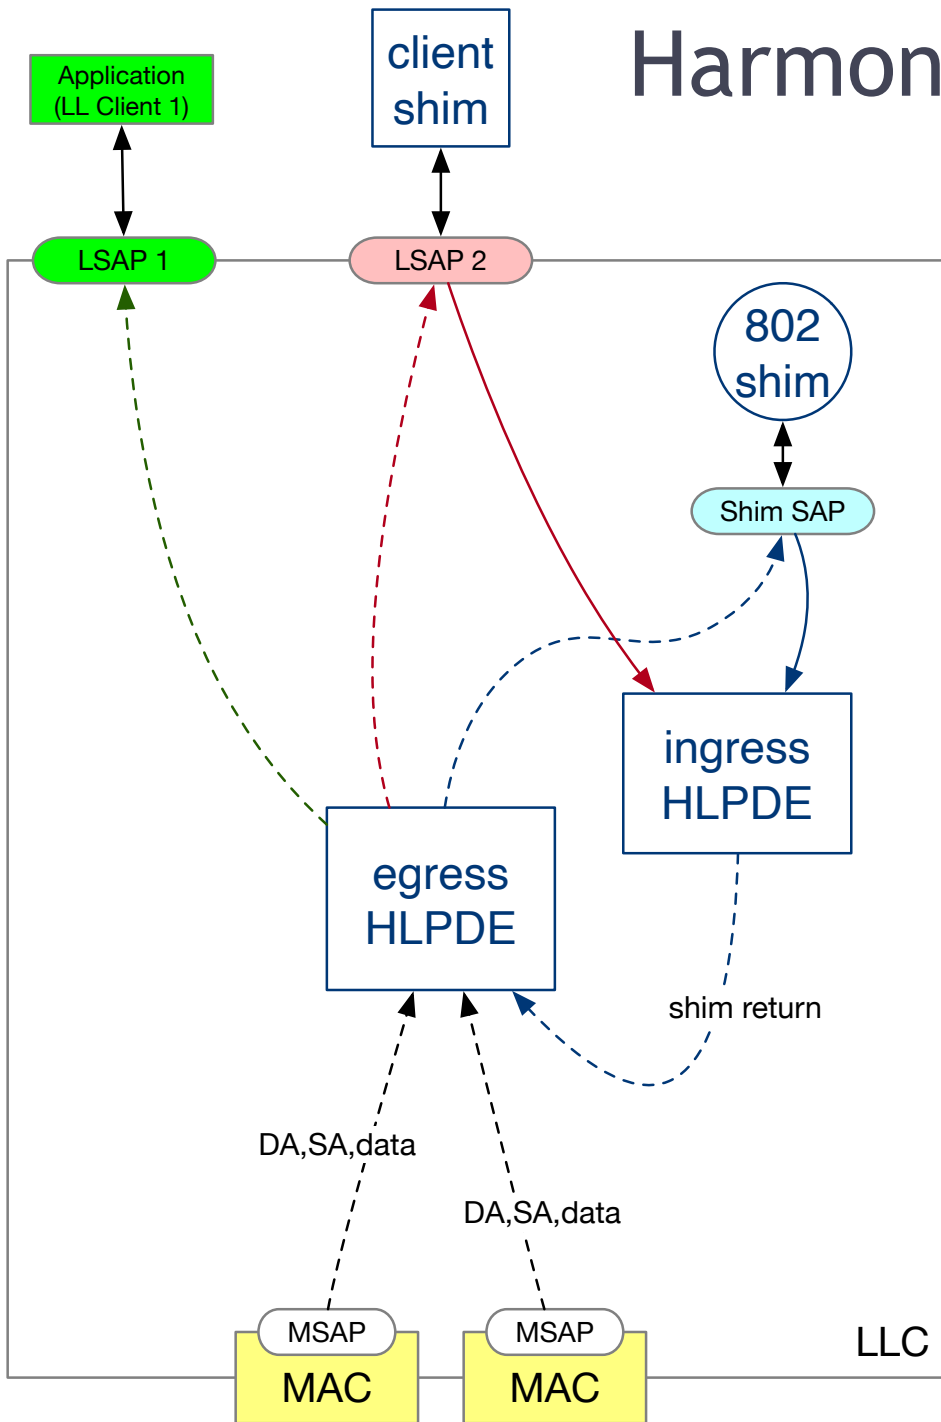 Harmon
client
shim
Application
(LL Client 1)
LSAP 1
LSAP 2
802
shim
Shim SAP
ingress
HLPDE
egress
HLPDE
shim return
DA,SA,data
DA,SA,data
MSAP
MSAP
LLC
MAC
MAC